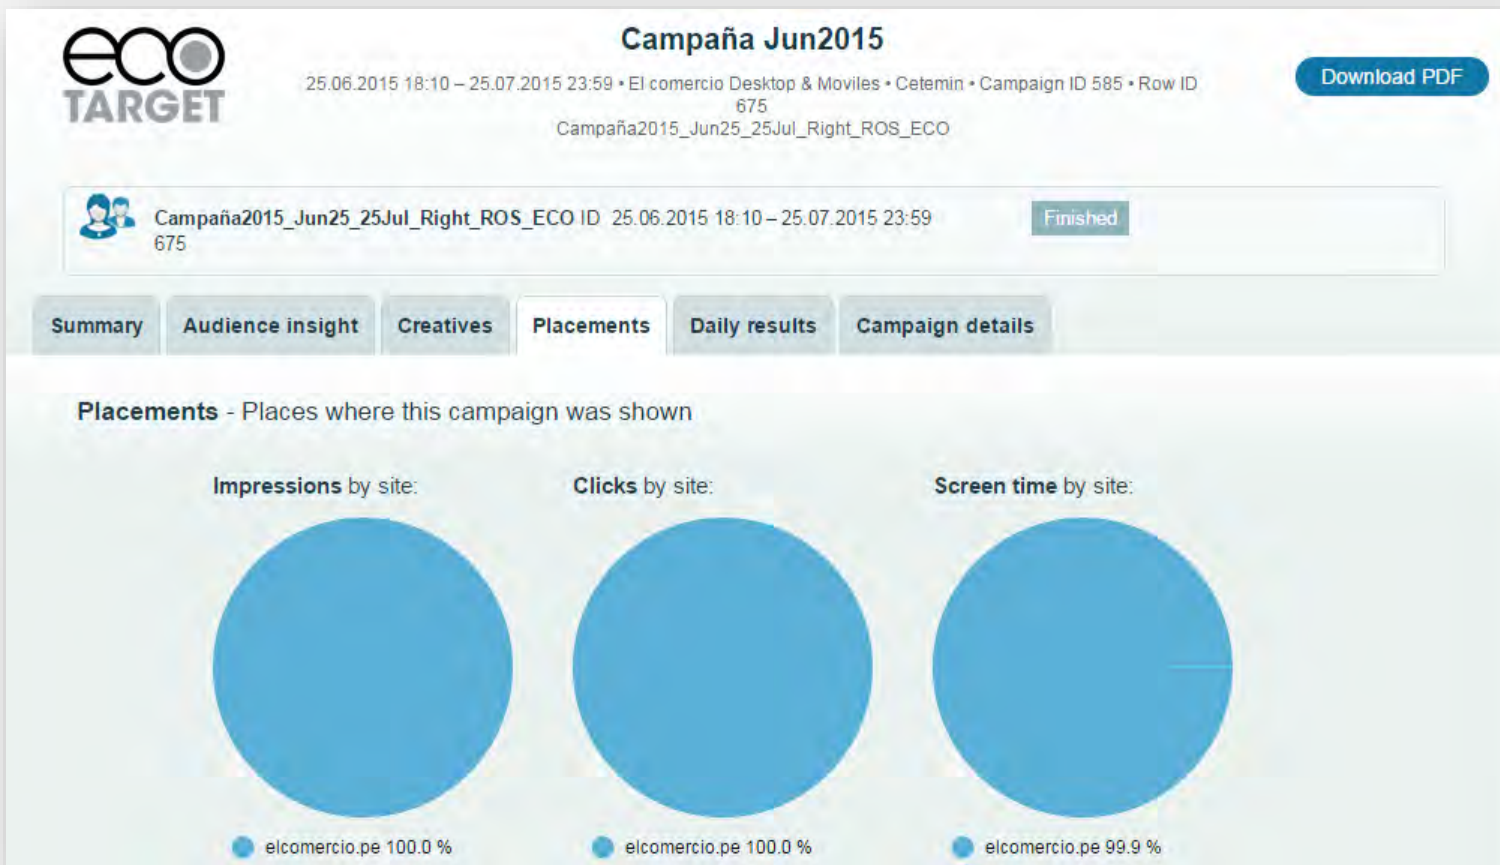 eco
TARGET
Campaña Jun2015
25.06.2015 18:10 – 25.07.2015 23:59 • El comercio Desktop & Moviles • Cetemin • Campaign ID 585 • Row ID
675
Campaña2015_Jun25_25Jul_Right_ROS_ECO
Download PDF
Campaña2015_Jun25_25Jul_Right_ROS_ECO ID 25.06.2015 18:10 – 25.07.2015 23:59
675
Finished
Summary
Audience insight
Creatives
Placements
Daily results
Campaign details
Placements - Places where this campaign was shown
Impressions by site:
Clicks by site:
Screen time by site:
elcomercio.pe 100.0 %
elcomercio.pe 100.0 %
elcomercio.pe 99.9 %